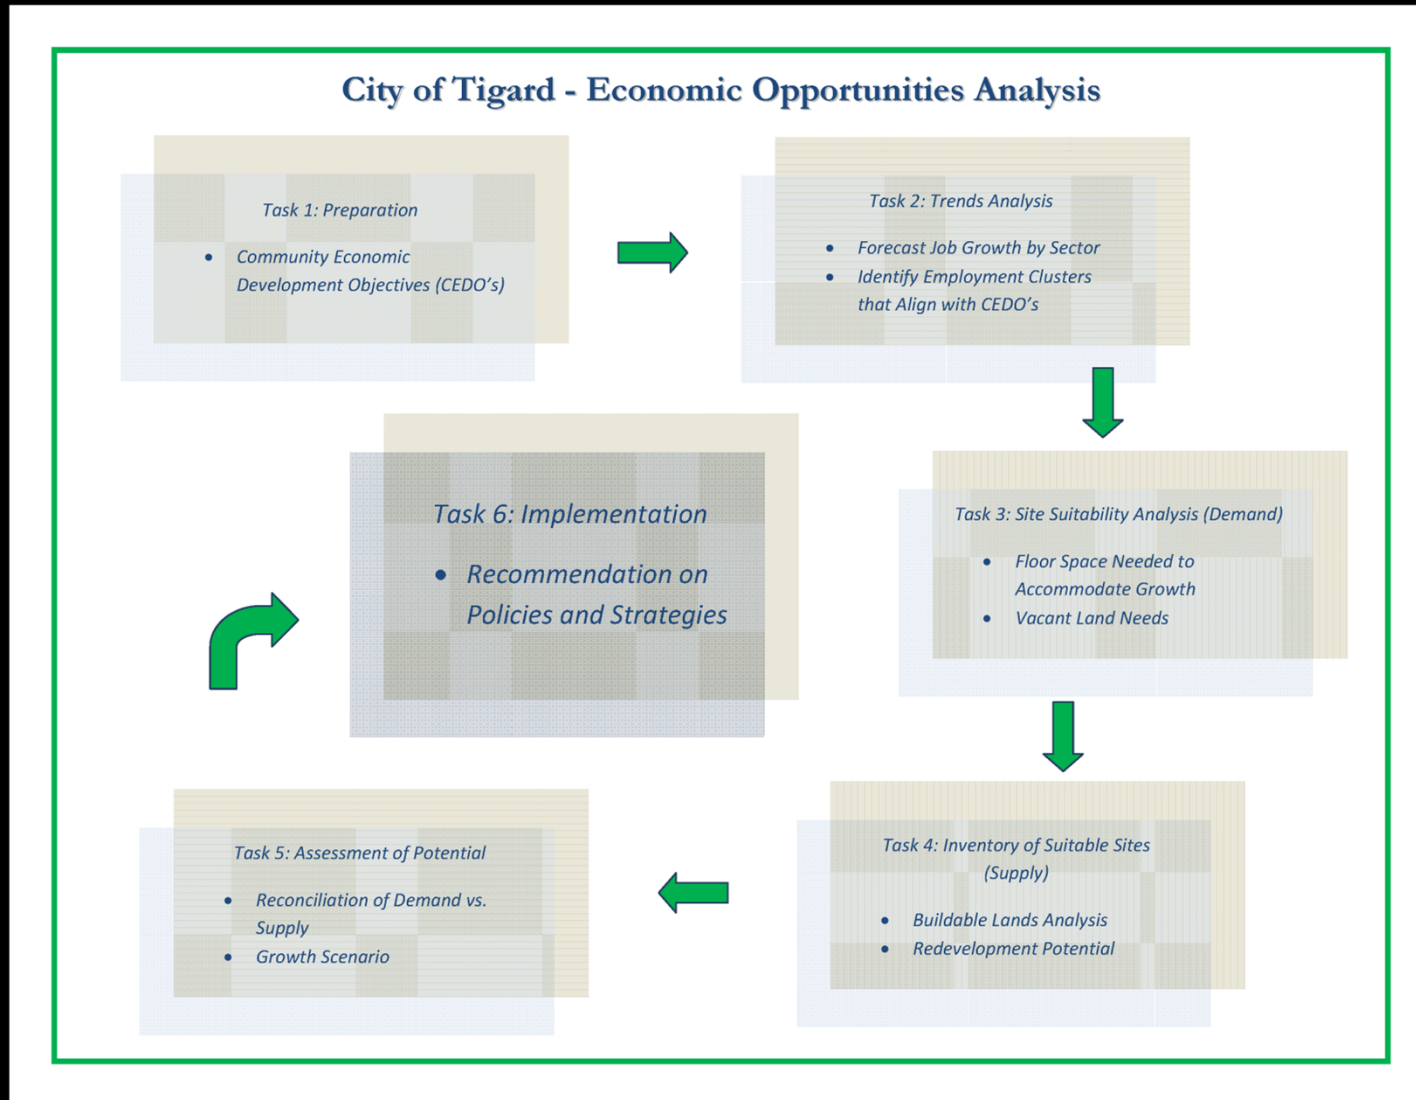 City of Tigard - Economic Opportunities Analysis
Task 1: Preparation
• Community Economic
Development Objectives (CEDO's)
Task 2: Trends Analysis
• Forecast Job Growth by Sector
• Identify Employment Clusters
that Align with CEDO's
Task 3: Site Suitability Analysis (Demand)
• Floor Space Needed to
Accommodate Growth
• Vacant Land Needs
Task 4: Inventory of Suitable Sites
(Supply)
• Buildable Lands Analysis
• Redevelopment Potential
Task 5: Assessment of Potential
• Reconciliation of Demand vs.
Supply
• Growth Scenario
Task 6: Implementation
• Recommendation on
Policies and Strategies